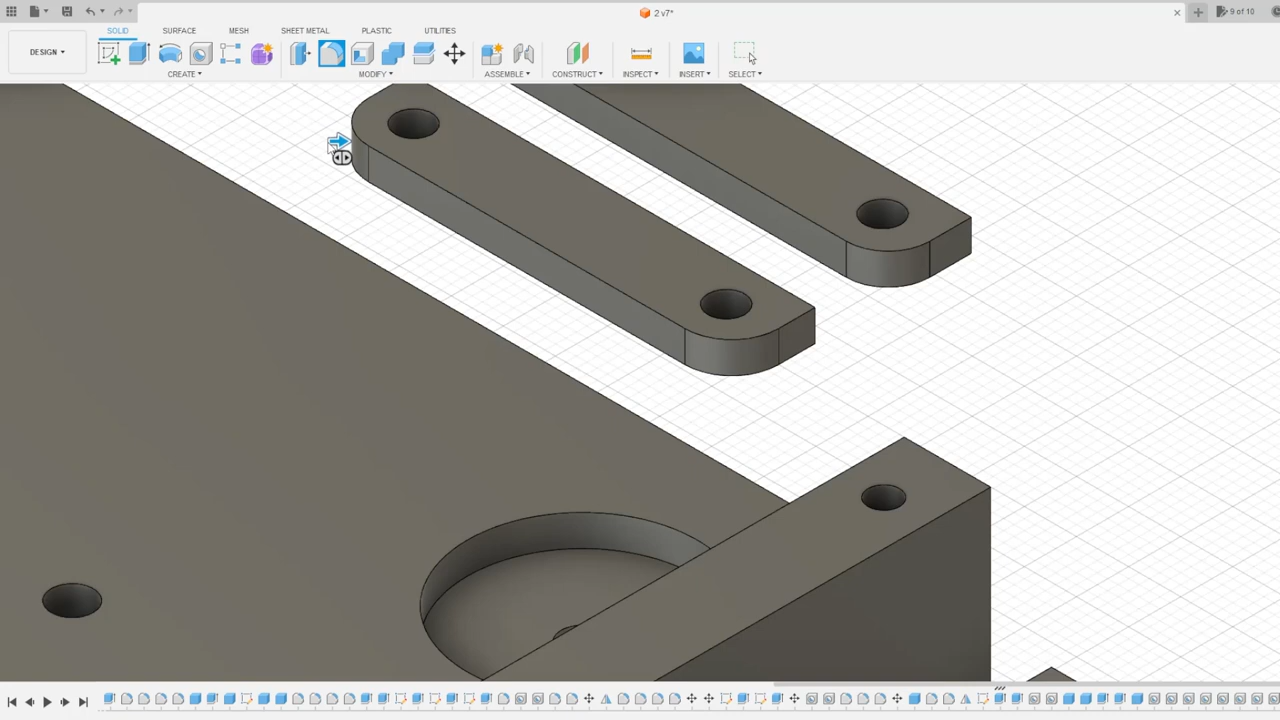 2 v7*
9 of 10
SOLID SURFACE MESH SHEET METAL PLASTIC UTILITIES
DESIGN
CREATE MODIFY ASSEMBLE CONSTRUCT INSPECT INSERT SELECT